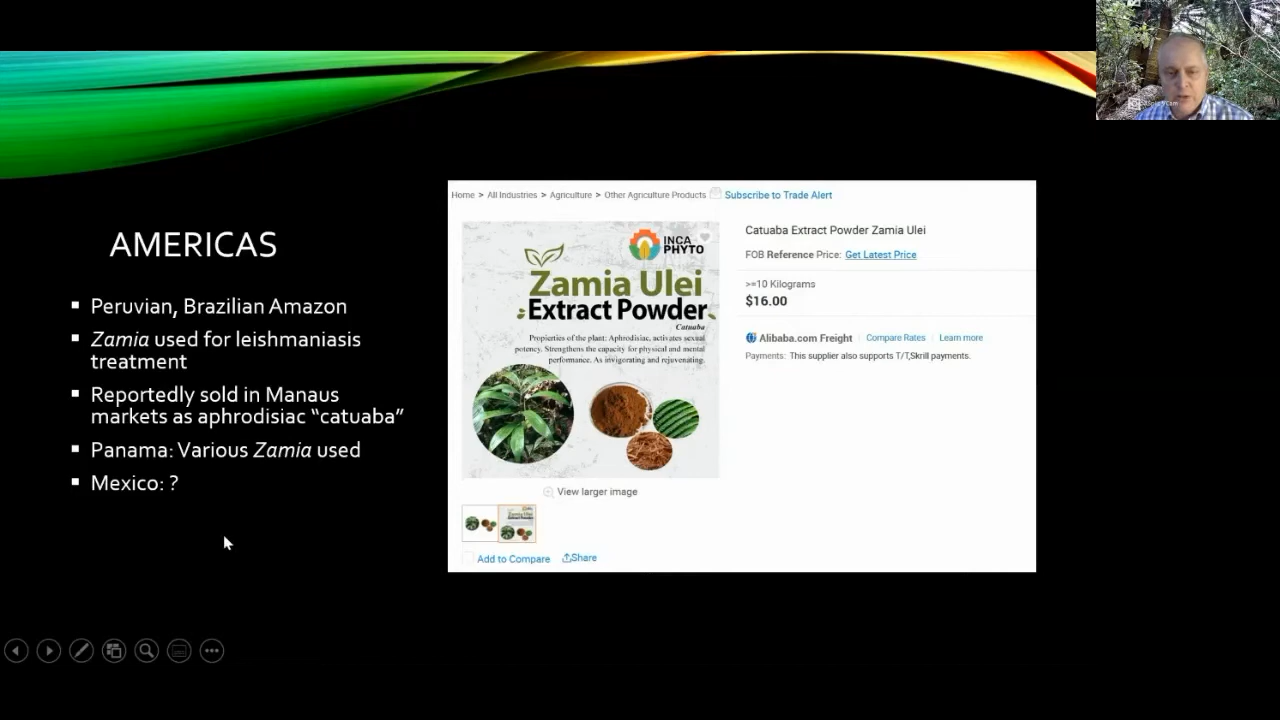 AMERICAS
Peruvian, Brazilian Amazon
Zamia used for leishmaniasis
treatment
Reportedly sold in Manaus
markets as aphrodisiac “catuaba”
Panama: Various Zamia used
Mexico: ?
Home > All Industries > Agriculture > Other Agriculture Products Subscribe to Trade Alert
INCA
PHYTO
Zamia Ulei
Extract Powder
Catuaba
Propierties of the plant: Aphrodisiac, activates sexual
potency. Strengthens the capacity for physical and mental
performance. As invigorating and rejuvenating.
View larger image
Add to Compare Share
Catuaba Extract Powder Zamia Ulei
FOB Reference Price: Get Latest Price
>=10 Kilograms
$16.00
Alibaba.com Freight Compare Rates Learn more
Payments: This supplier also supports T/T,Skrill payments.